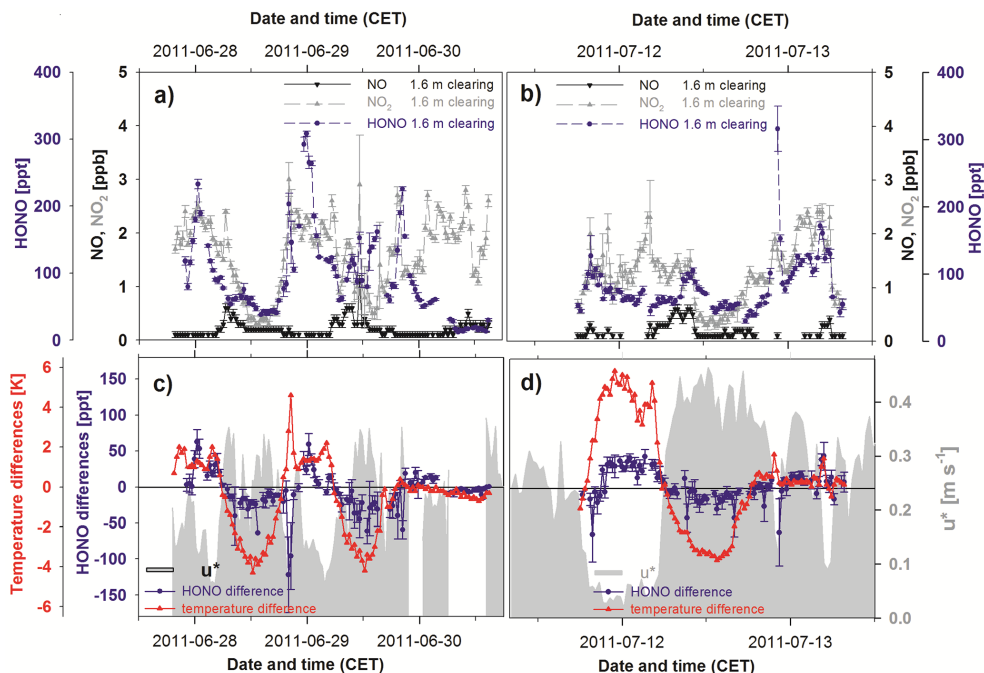 Date and time (CET)
Date and time (CET)
2011-06-28 2011-06-29 2011-06-30
2011-07-12 2011-07-13
a)
NO 1.6 m clearing
NO2 1.6 m clearing
HONO 1.6 m clearing
400
300
200
100
0
HONO [ppt]
5
4
3
2
1
0
NO, NO2 [ppb]
b)
NO 1.6 m clearing
NO2 1.6 m clearing
HONO 1.6 m clearing
5
4
3
2
1
0
NO, NO2 [ppb]
400
300
200
100
0
HONO [ppt]
c)
6
4
2
0
-2
-4
-6
Temperature differences [K]
150
100
50
0
-50
-100
-150
HONO differences [ppt]
u*
HONO difference
temperature difference
d)
u*
HONO difference
temperature difference
0.4
0.3
0.2
0.1
0.0
u* [m s-1]
2011-06-28 2011-06-29 2011-06-30
Date and time (CET)
2011-07-12 2011-07-13
Date and time (CET)